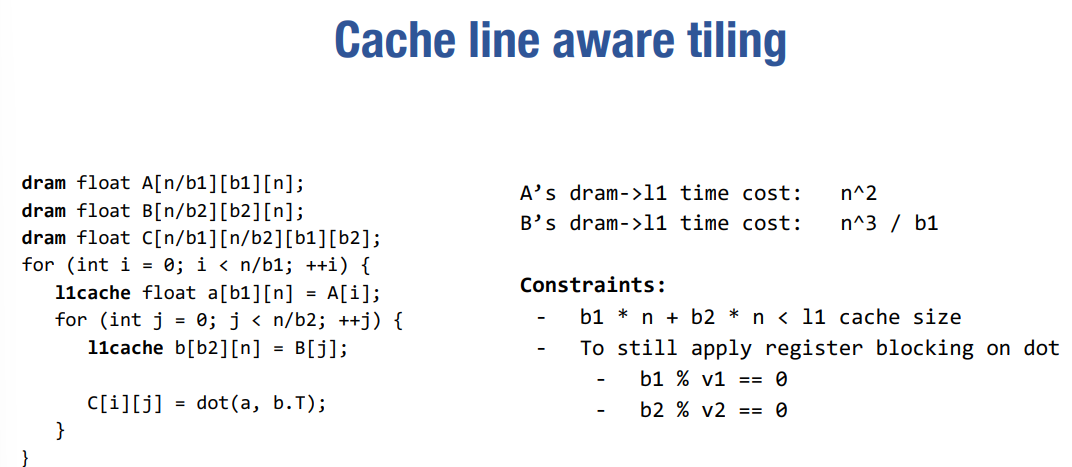 Cache line aware tiling
dram float A[n/b1][b1][n];
dram float B[n/b2][b2][n];
dram float C[n/b1][n/b2][b1][b2];
for (int i = 0; i < n/b1; ++i) {
l1cache float a[b1][n] = A[i];
for (int j = 0; j < n/b2; ++j) {
l1cache b[b2][n] = B[j];
C[i][j] = dot(a, b.T);
}
}
A’s dram->l1 time cost: n^2
B’s dram->l1 time cost: n^3 / b1
Constraints:
- b1 * n + b2 * n < l1 cache size
- To still apply register blocking on dot
- b1 % v1 == 0
- b2 % v2 == 0